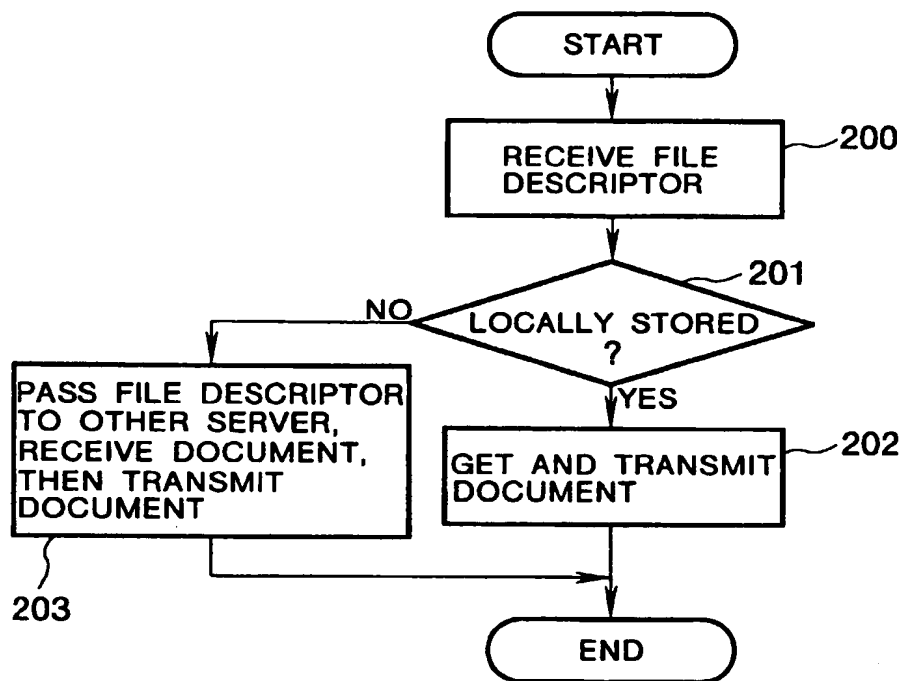 START
RECEIVE FILE
DESCRIPTOR
200
LOCALLY STORED
?
201
NO
YES
PASS FILE DESCRIPTOR
TO OTHER SERVER,
RECEIVE DOCUMENT,
THEN TRANSMIT
DOCUMENT
203
GET AND TRANSMIT
DOCUMENT
202
END